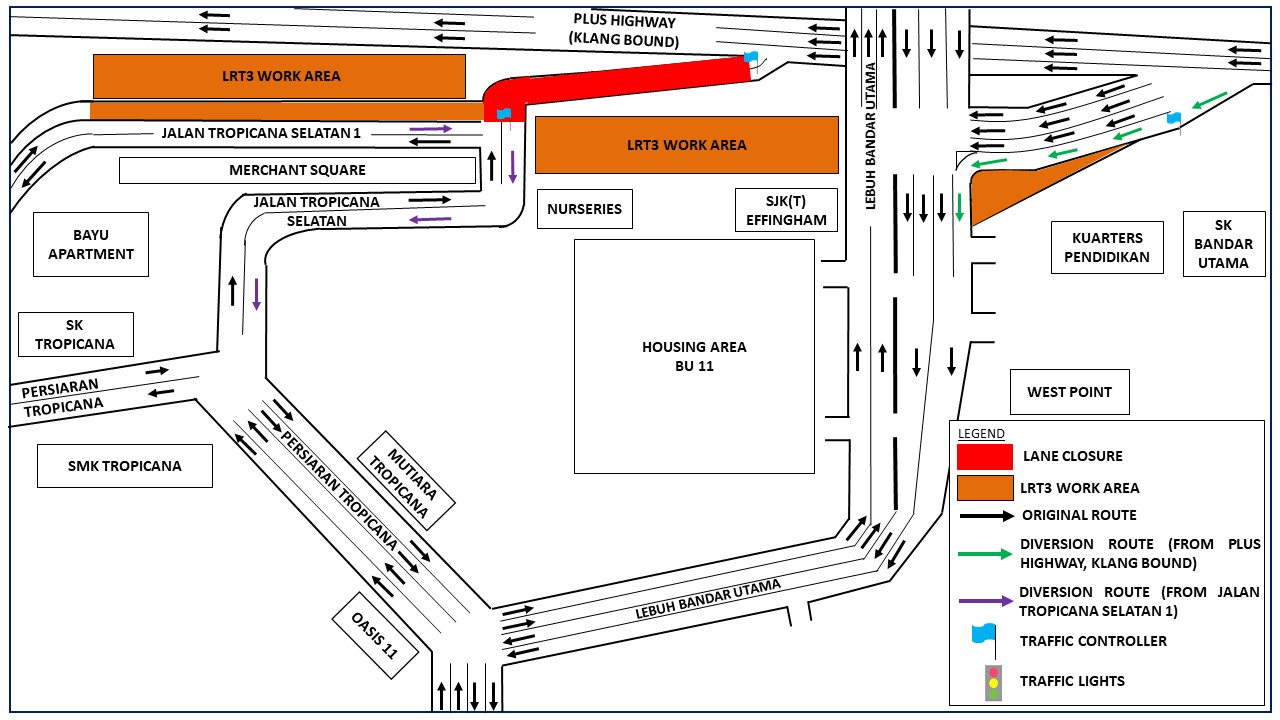 PLUS HIGHWAY
(KLANG BOUND)
LRT3 WORK AREA
LEBUH BANDAR UTAMA
JALAN TROPICANA SELATAN 1
LRT3 WORK AREA
MERCHANT SQUARE
JALAN TROPICANA
SELATAN
NURSERIES
SJK(T)
EFFINGHAM
BAYU
APARTMENT
KUARTERS
PENDIDIKAN
SK
BANDAR
UTAMA
SK
TROPICANA
HOUSING AREA
BU 11
PERSIARAN
TROPICANA
WEST POINT
SMK TROPICANA
MUTIARA
TROPICANA
PERSIARAN TROPICANA
OASIS 11
LEBUH BANDAR UTAMA
LEGEND
LANE CLOSURE
LRT3 WORK AREA
ORIGINAL ROUTE
DIVERSION ROUTE (FROM PLUS
HIGHWAY, KLANG BOUND)
DIVERSION ROUTE (FROM JALAN
TROPICANA SELATAN 1)
TRAFFIC CONTROLLER
TRAFFIC LIGHTS